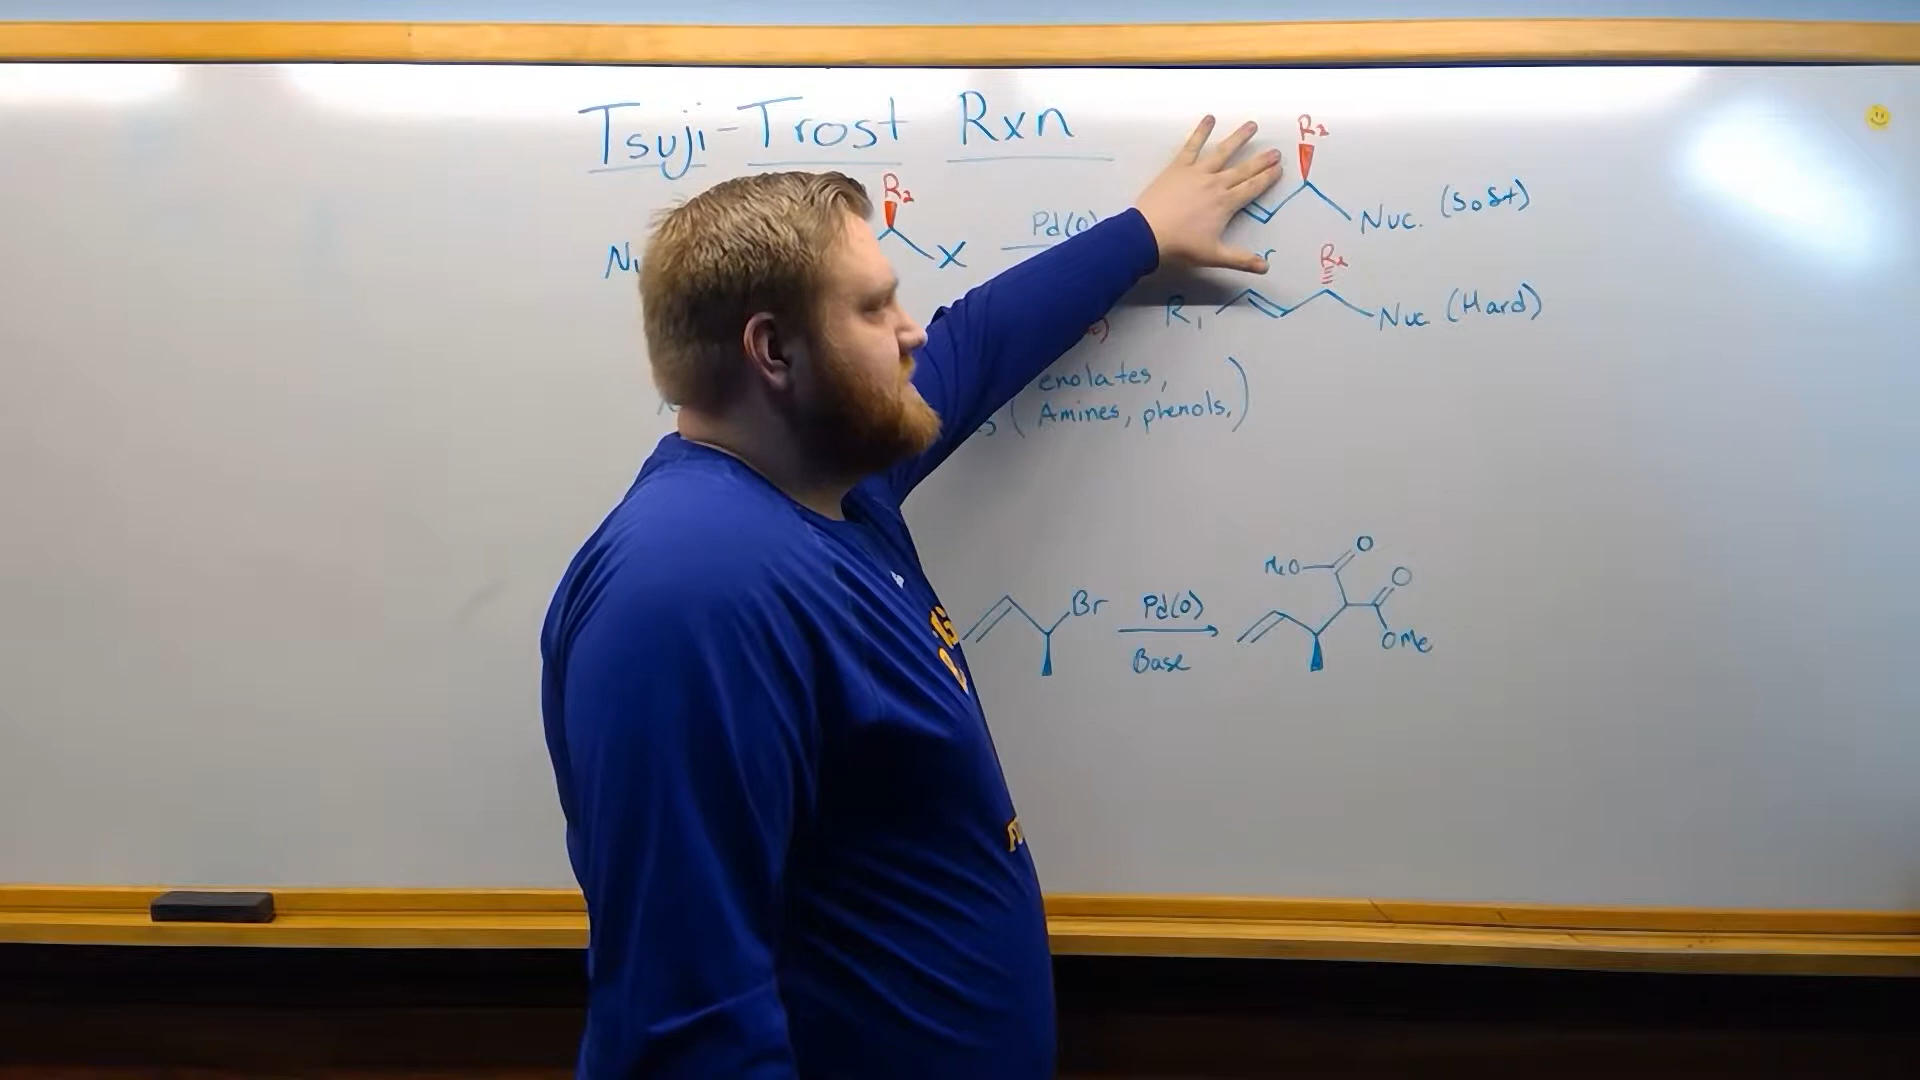 Tsuji-Trost Rxn
R2
R2
Pd(0)
X
Nuc. (Soft)
R2
R1
Nuc (Hard)
enolates,
Amines, phenols,
O
MeO
O
Br
Pd(0)
Base
OMe